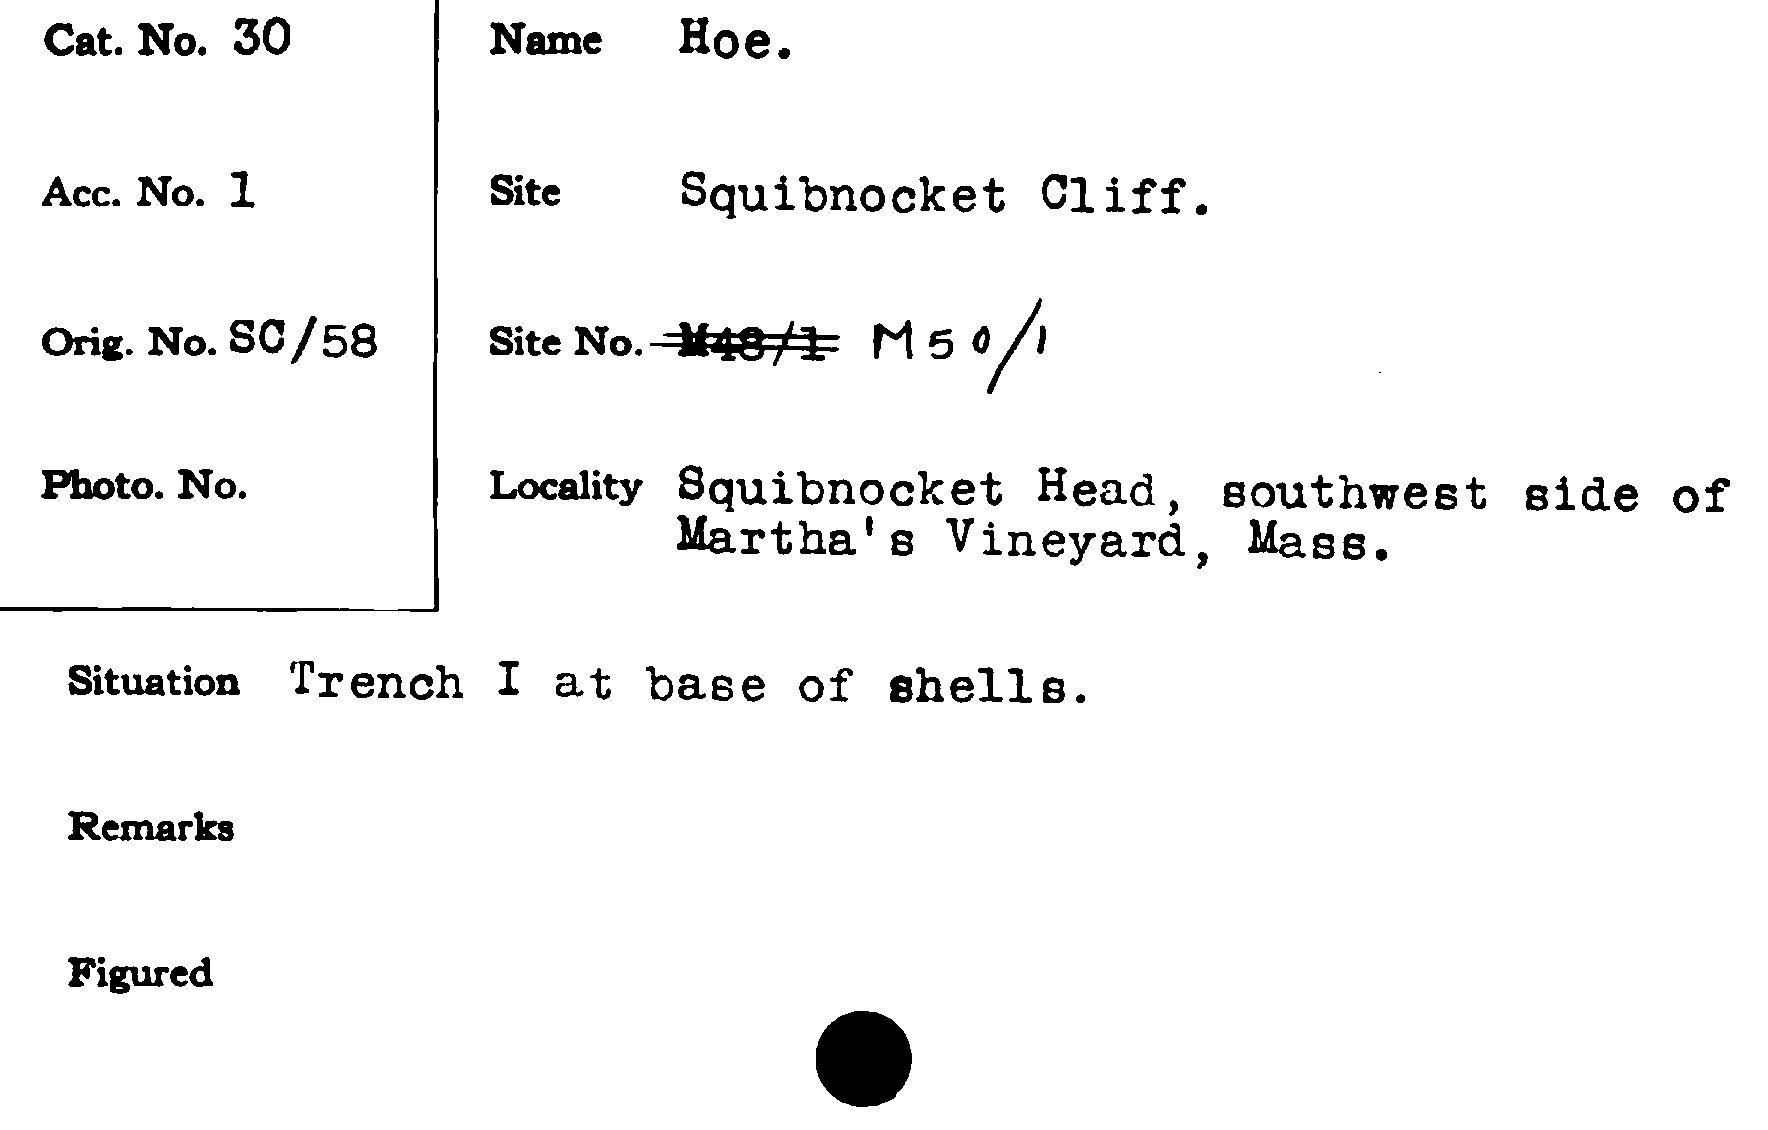 Cat. No. 30
Name Hoe.
Acc. No. 1
Site Squibnocket Cliff.
Orig. No. SC/58
Site No. M48/1 M50/1
Photo. No.
Locality Squibnocket Head, southwest side of
Martha's Vineyard, Mass.
Situation Trench I at base of shells.
Remarks
Figured